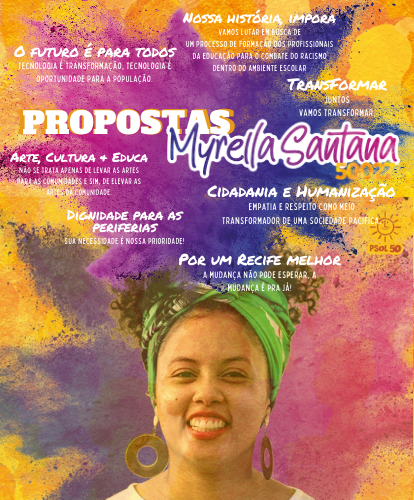 Nossa história, impora
Vamos lutar em busca de
um processo de formação dos profissionais
da educação para o combate do racismo
dentro do ambiente escolar
O futuro é para todos
Tecnologia é transformação, tecnologia é
oportunidade para a população.
TransFormar
Juntos
vamos transformar
PROPOSTAS
Myrella Santana
Arte, Cultura & Educa
Não se trata apenas de levar as artes
para as comunidades e sim, de elevar as
artes da comunidade.
Cidadania e Humanização
Empatia e respeito como meio
transformador de uma sociedade pacífica
Dignidade para as
periferias
Sua necessidade é nossa prioridade!
PSOL 50
Por um Recife melhor
A mudança não pode esperar, a
mudança é pra já!